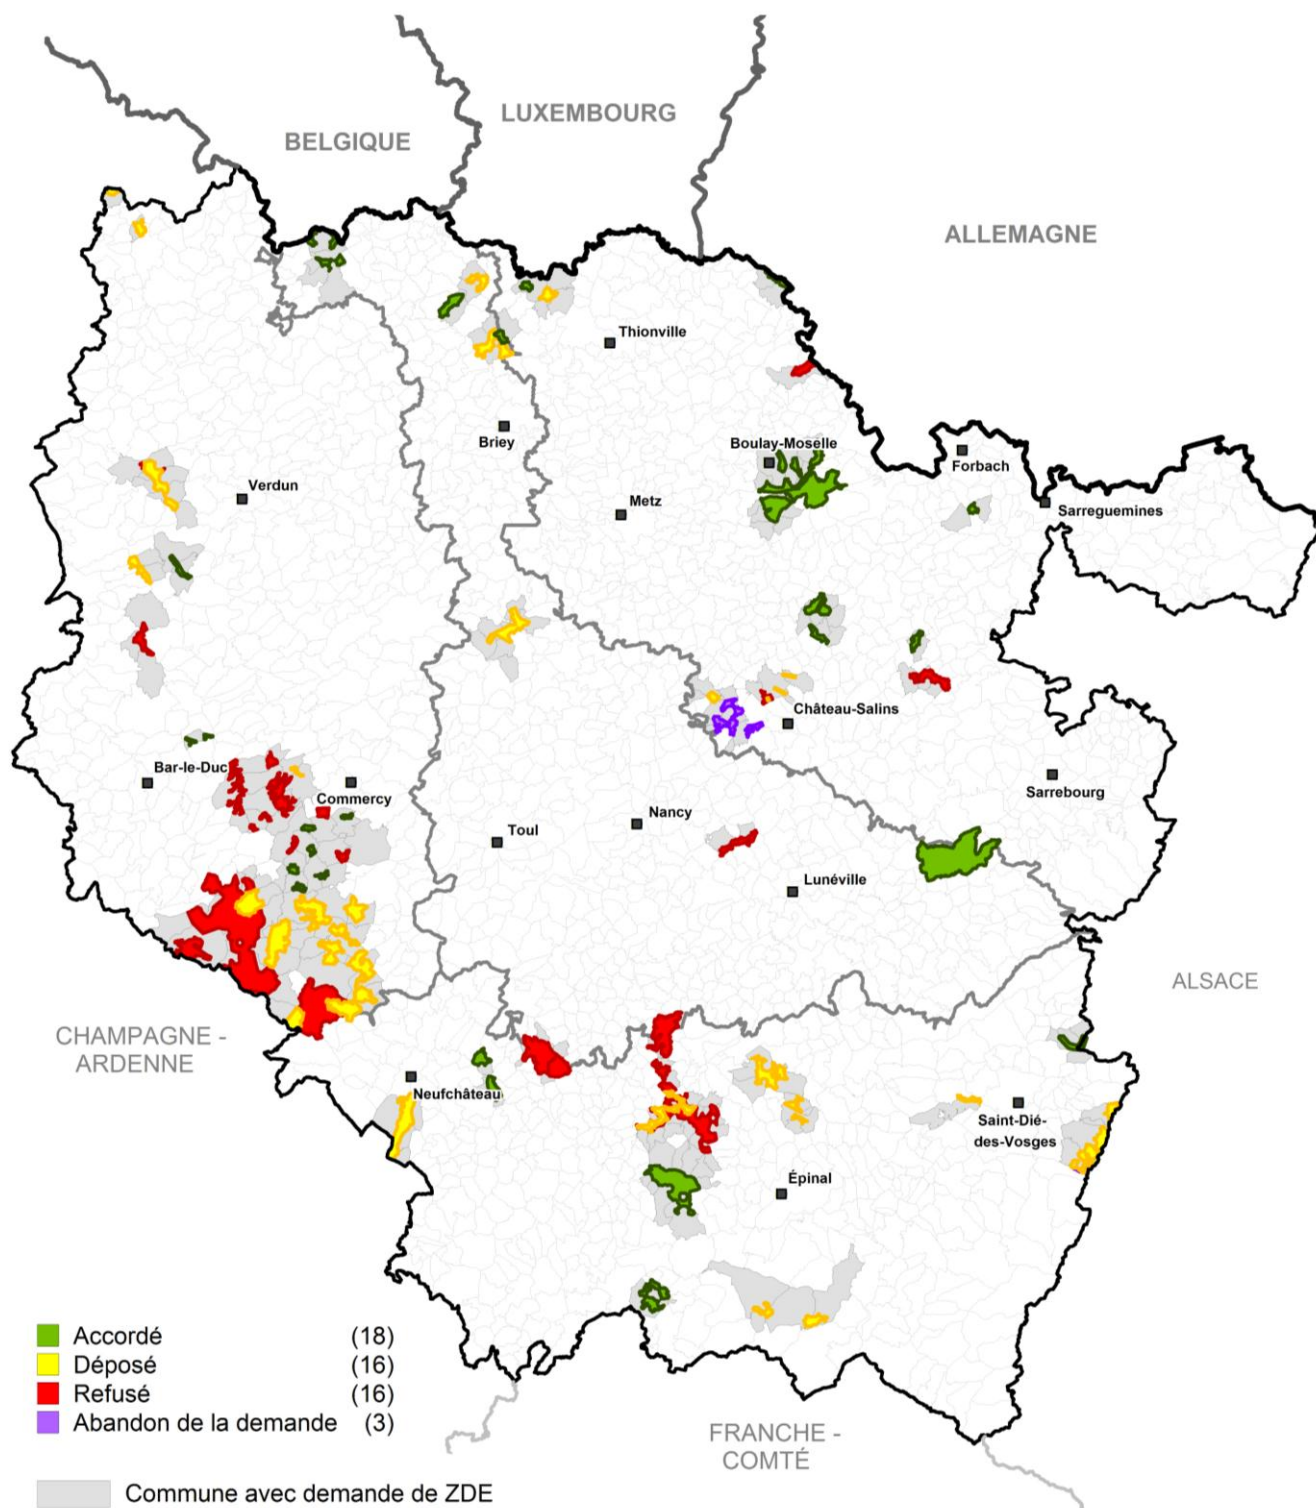 LUXEMBOURG
BELGIQUE
ALLEMAGNE
Thionville
Briey
Boulay-Moselle
Forbach
Verdun
Metz
Sarreguemines
Château-Salins
Bar-le-Duc
Commercy
Sarrebourg
Nancy
Toul
Lunéville
ALSACE
CHAMPAGNE -
ARDENNE
Neufchâteau
Saint-Dié-
des-Vosges
Épinal
Accordé (18)
Déposé (16)
Refusé (16)
Abandon de la demande (3)
FRANCHE -
COMTÉ
Commune avec demande de ZDE